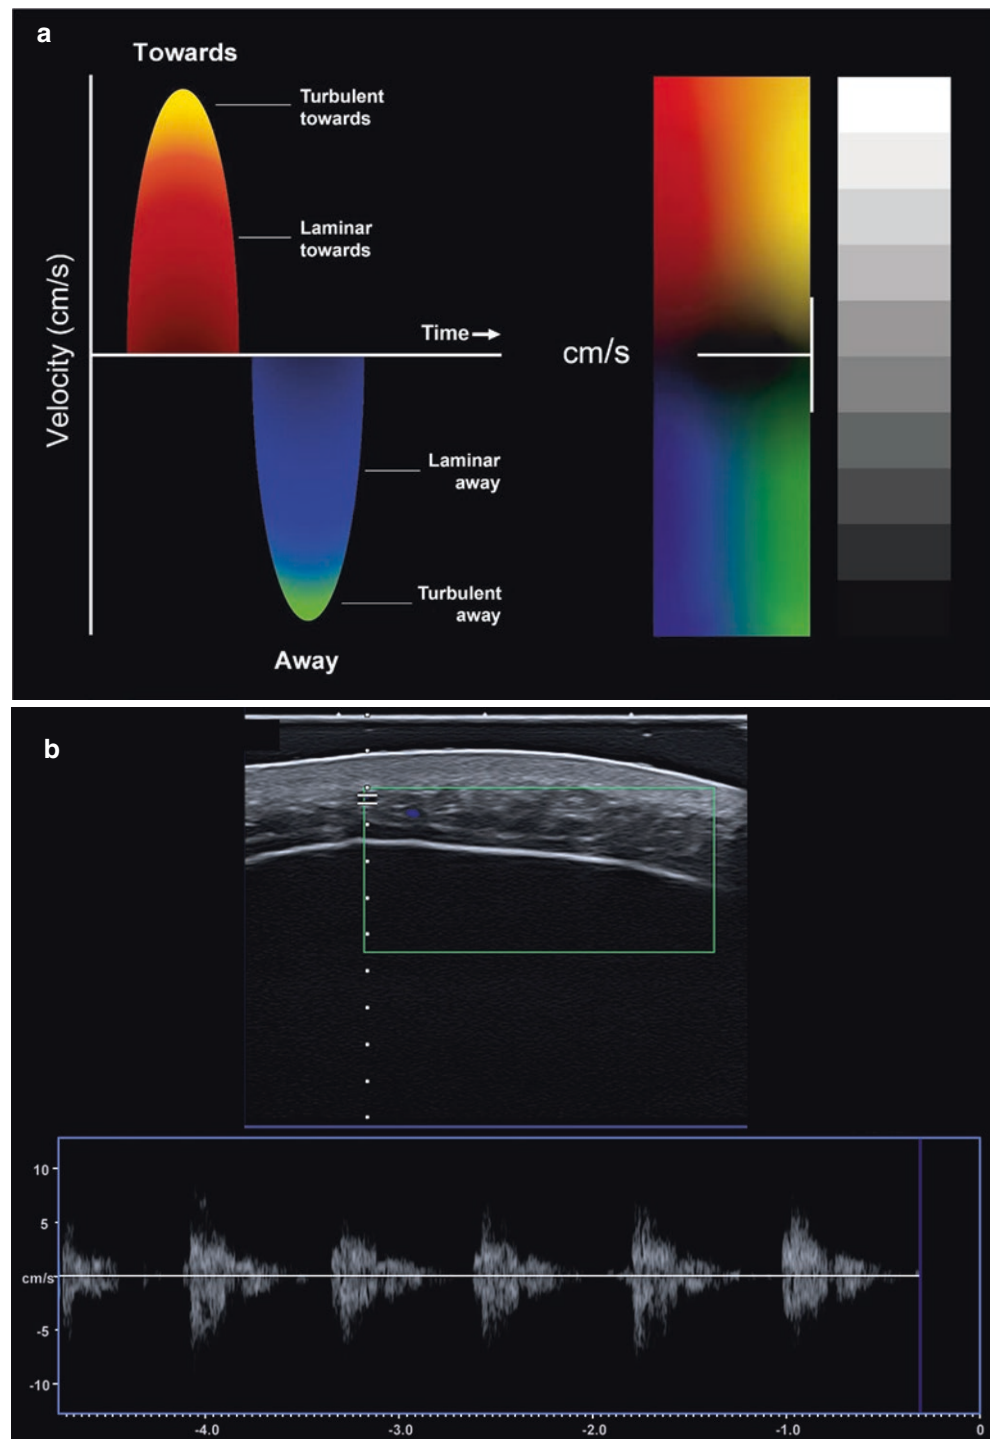 a
Towards
Turbulent
towards
Laminar
towards
Velocity (cm/s)
Time
cm/s
Laminar
away
Turbulent
away
Away
b
10
5
cm/s
-5
-10
-4.0
-3.0
-2.0
-1.0
0